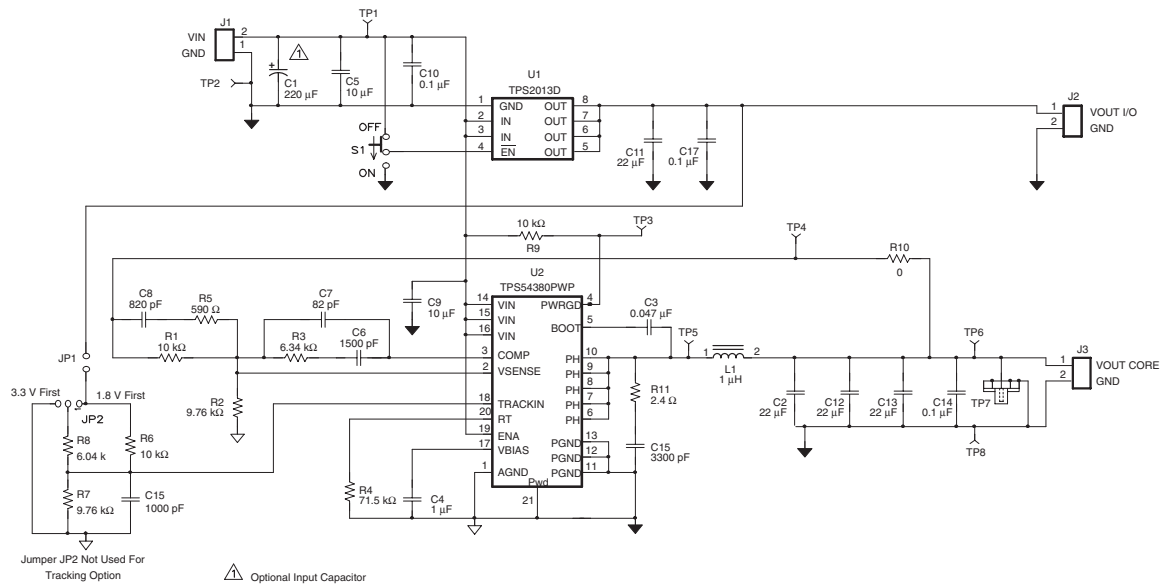 J1
VIN 2
GND 1
TP1
TP2
1
C1
220 µF
C5
10 µF
C10
0.1 µF
U1
TPS2013D
1 GND OUT 8
2 IN OUT 7
3 IN OUT 6
4 EN OUT 5
OFF
S1
ON
C11
22 µF
C17
0.1 µF
J2
1 VOUT I/O
2 GND
10 kΩ
R9
TP3
TP4
R10
0
U2
TPS54380PWP
C8
820 pF
R5
590 Ω
C7
82 pF
C9
10 µF
R1
10 kΩ
R3
6.34 kΩ
C6
1500 pF
14 VIN PWRGD 4
15 VIN BOOT 5
16 VIN
3 COMP PH 10
2 VSENSE PH 9
PH 8
18 TRACKIN PH 7
20 RT PH 6
19 ENA
17 VBIAS PGND 13
PGND 12
1 AGND PGND 11
Pwd
21
C3
0.047 µF
TP5
1 2
L1
1 µH
R11
2.4 Ω
C15
3300 pF
C2
22 µF
C12
22 µF
C13
22 µF
C14
0.1 µF
TP6
TP7
TP8
J3
1 VOUT CORE
2 GND
JP1
3.3 V First 1.8 V First
JP2
R2
9.76 kΩ
R8
6.04 k
R6
10 kΩ
R7
9.76 kΩ
C15
1000 pF
R4
71.5 kΩ
C4
1 µF
Jumper JP2 Not Used For
Tracking Option
1 Optional Input Capacitor